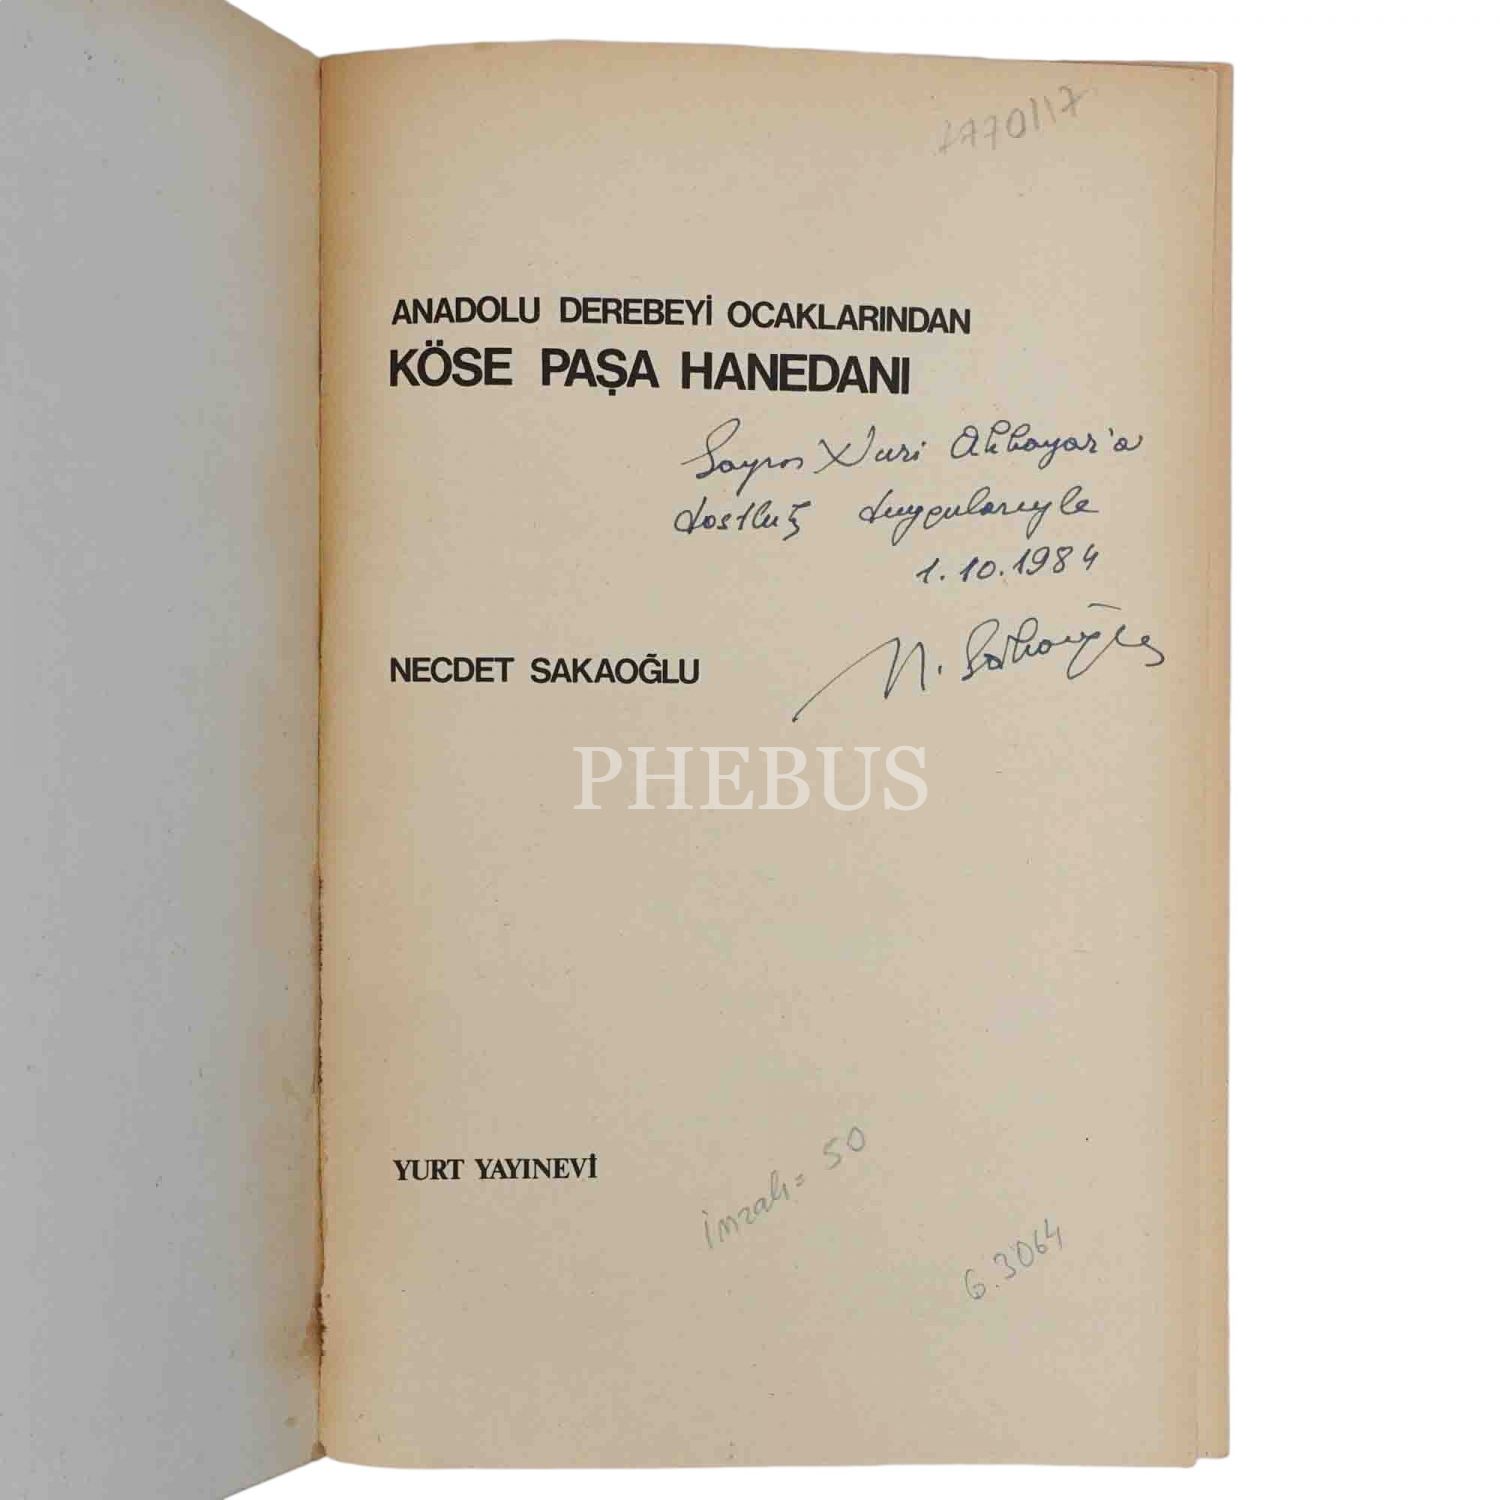 1770117
ANADOLU DEREBEYİ OCAKLARINDAN
KÖSE PAŞA HANEDANI
Sayın Nuri Akbayar'a
dostluk duygularıyla
1.10.1984
NECDET SAKAOĞLU
N. Sakaoğlu
PHEBUS
YURT YAYINEVİ
İmzalı = 50
6.3064